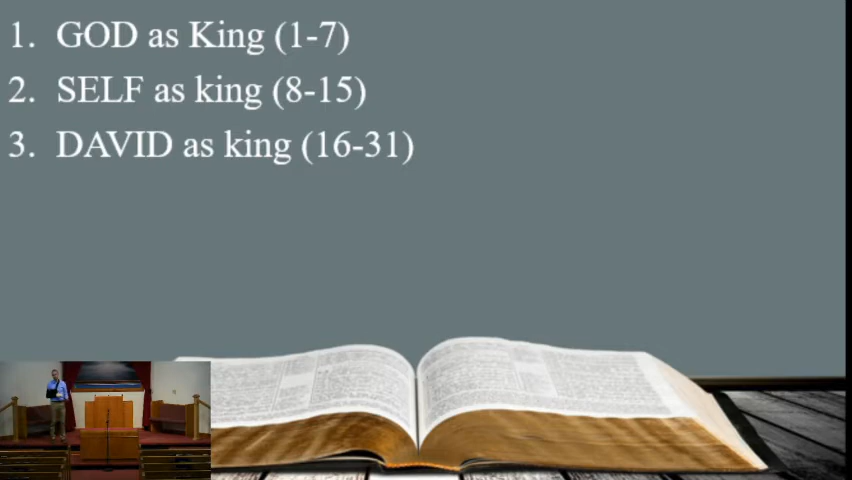 1. GOD as King (1-7)
2. SELF as king (8-15)
3. DAVID as king (16-31)